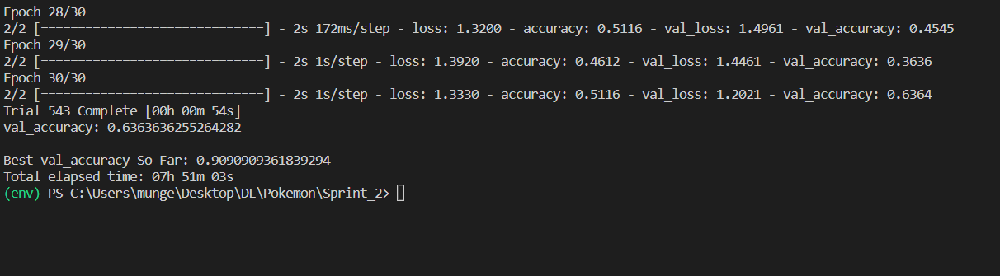 Epoch 28/30
2/2 [==============================] - 2s 172ms/step - loss: 1.3200 - accuracy: 0.5116 - val_loss: 1.4961 - val_accuracy: 0.4545
Epoch 29/30
2/2 [==============================] - 2s 1s/step - loss: 1.3920 - accuracy: 0.4612 - val_loss: 1.4461 - val_accuracy: 0.3636
Epoch 30/30
2/2 [==============================] - 2s 1s/step - loss: 1.3330 - accuracy: 0.5116 - val_loss: 1.2021 - val_accuracy: 0.6364
Trial 543 Complete [00h 00m 54s]
val_accuracy: 0.6363636255264282
Best val_accuracy So Far: 0.9090909361839294
Total elapsed time: 07h 51m 03s
(env) PS C:\Users\munge\Desktop\DL\Pokemon\Sprint_2>